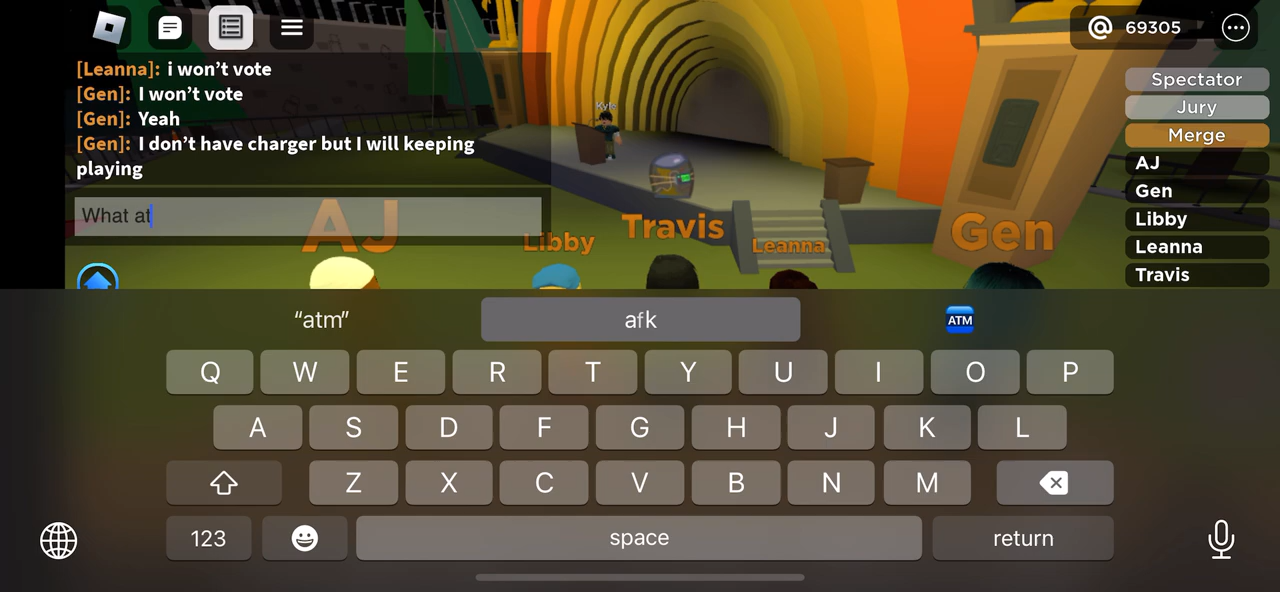 69305
[Leanna]: i won't vote
[Gen]: I won't vote
[Gen]: Yeah
[Gen]: I don't have charger but I will keeping
playing
What at
Kyle
AJ
Libby
Travis
Leanna
Gen
Spectator
Jury
Merge
AJ
Gen
Libby
Leanna
Travis
“atm” afk ATM
Q W E R T Y U I O P
A S D F G H J K L
Z X C V B N M
123 space return